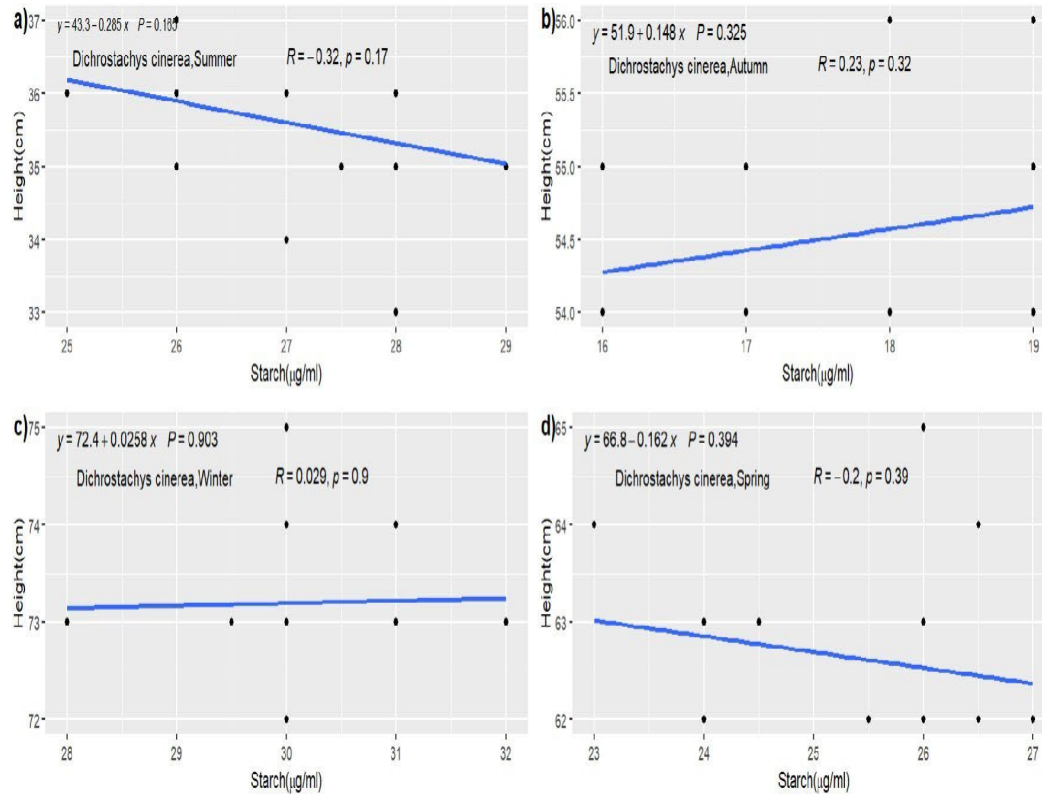 a)
y = 43.3 − 0.285 x P = 0.165
Dichrostachys cinerea,Summer R = −0.32, p = 0.17
37
36
35
34
33
Height(cm)
25 26 27 28 29
Starch(μg/ml)
b)
y = 51.9 + 0.148 x P = 0.325
Dichrostachys cinerea,Autumn R = 0.23, p = 0.32
56.0
55.5
55.0
54.5
54.0
Height(cm)
16 17 18 19
Starch(μg/ml)
c)
y = 72.4 + 0.0258 x P = 0.903
Dichrostachys cinerea,Winter R = 0.029, p = 0.9
75
74
73
72
Height(cm)
28 29 30 31 32
Starch(μg/ml)
d)
y = 66.8 − 0.162 x P = 0.394
Dichrostachys cinerea,Spring R = −0.2, p = 0.39
65
64
63
62
Height(cm)
23 24 25 26 27
Starch(μg/ml)